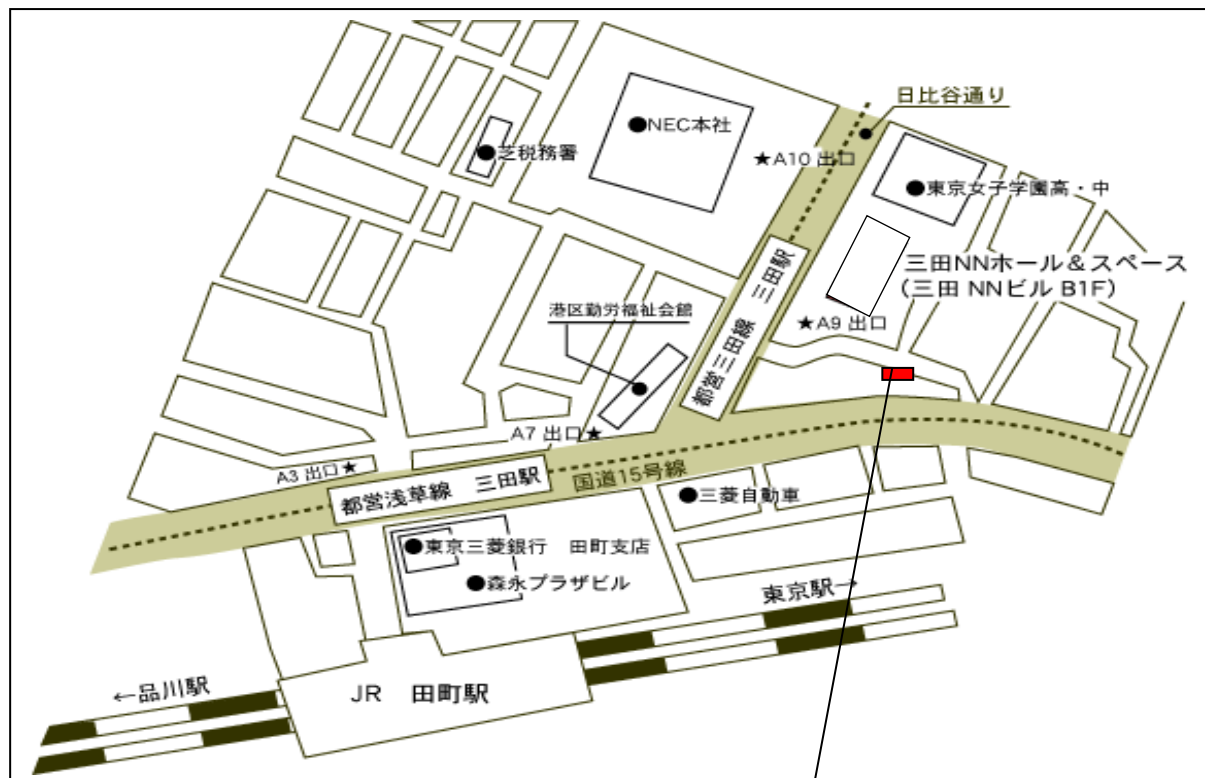 日比谷通り
●NEC本社
●芝税務署
★A10 出口
●東京女子学園高・中
三田NNホール&スペース
(三田 NNビル B1F)
都営三田線 三田駅
港区勤労福祉会館
★A9 出口
A7 出口★
A3 出口★
国道15号線
都営浅草線 三田駅
●三菱自動車
●東京三菱銀行 田町支店
●森永プラザビル
東京駅→
←品川駅
JR 田町駅